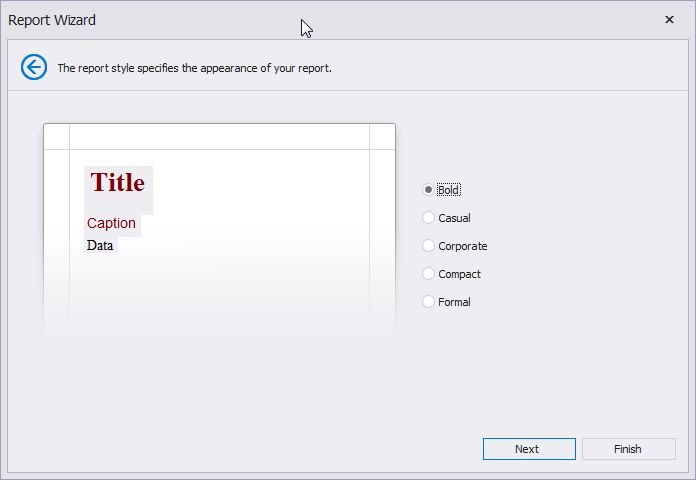 Report Wizard
The report style specifies the appearance of your report.
Title
Caption
Data
Bold
Casual
Corporate
Compact
Formal
Next
Finish